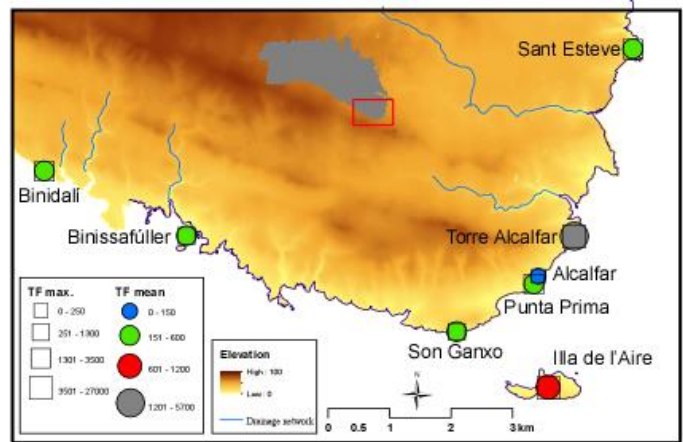 Sant Esteve
Binidalí
Binissafúller
Torre Alcalfar
Alcalfar
Punta Prima
Son Ganxo
Illa de l'Aire
TF max.
0 - 250
251 - 1300
1301 - 3500
9501 - 27000
TF mean
0 - 150
151 - 600
601 - 1200
1201 - 5700
Elevation
High : 100
Low : 0
Drainage network
N
0 0.5 1 2 3 km